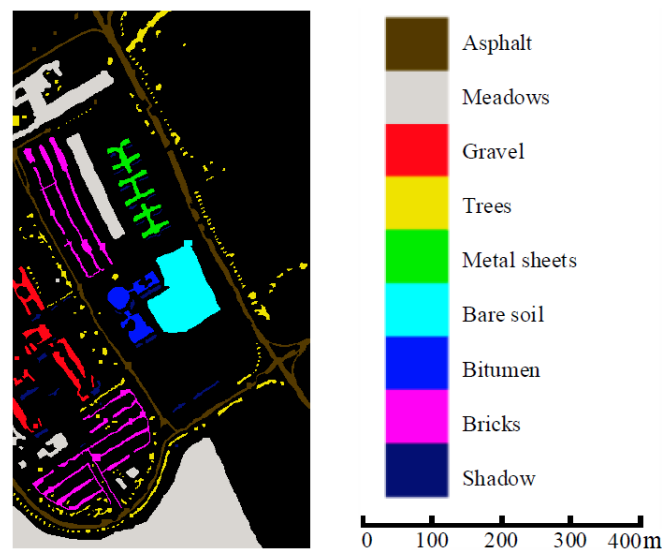 Asphalt
Meadows
Gravel
Trees
Metal sheets
Bare soil
Bitumen
Bricks
Shadow
0 100 200 300 400m